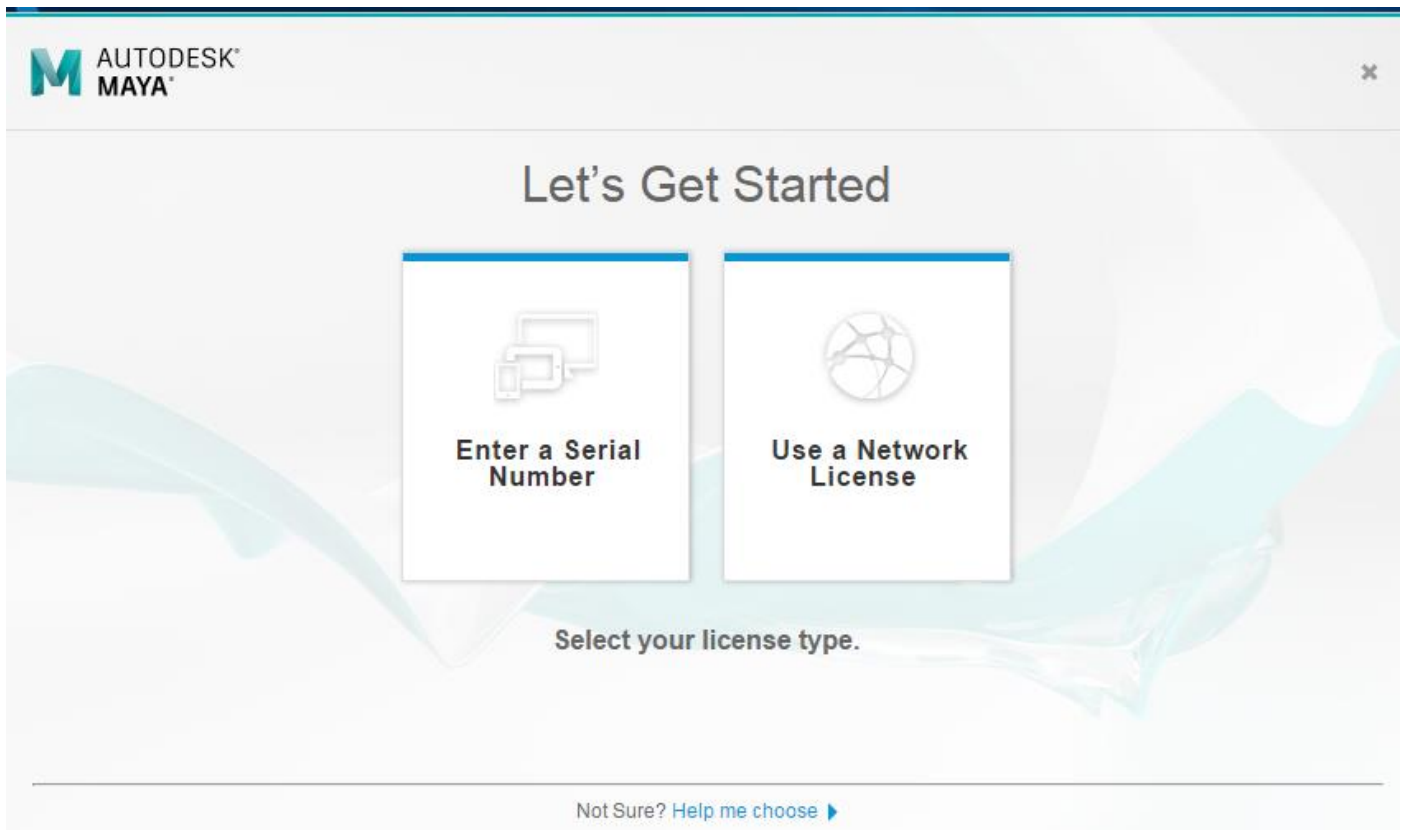 AUTODESK®
MAYA®
Let's Get Started
Enter a Serial
Number
Use a Network
License
Select your license type.
Not Sure? Help me choose